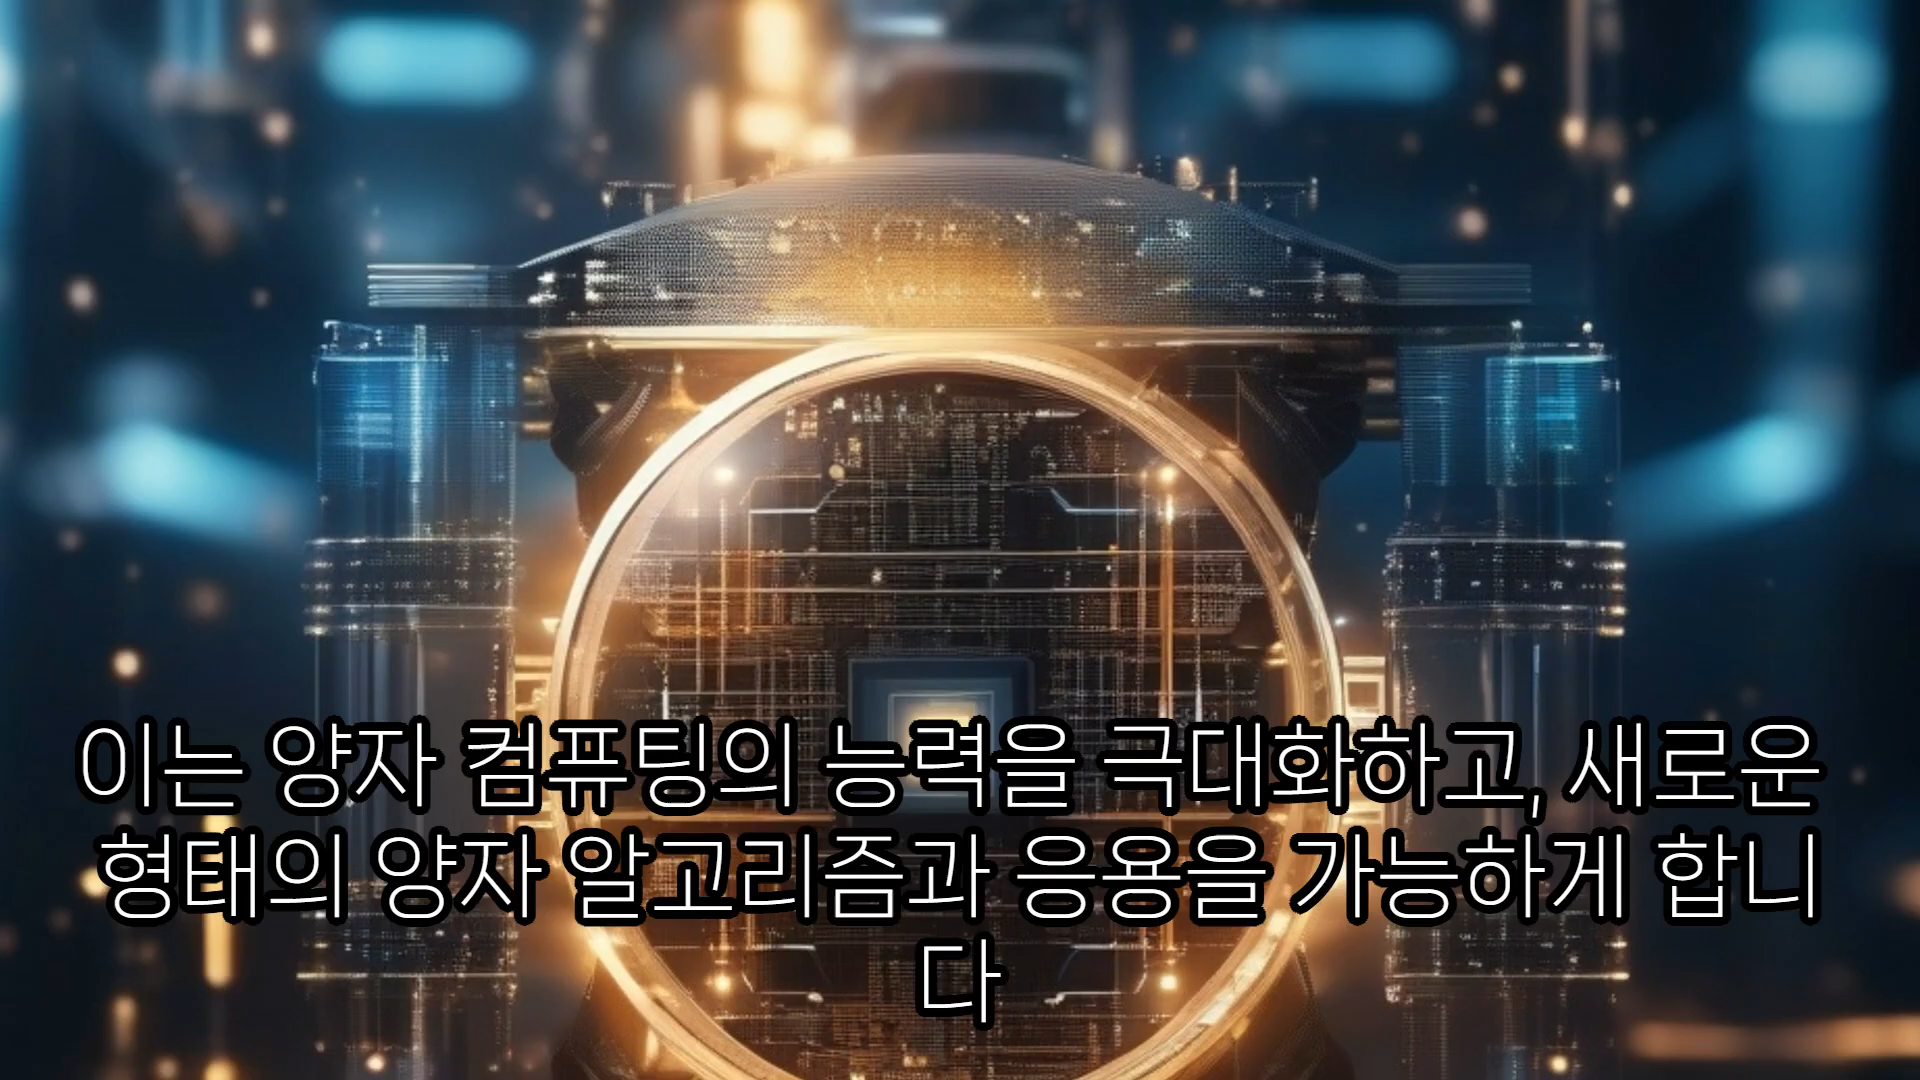 이는 양자 컴퓨팅의 능력을 극대화하고, 새로운
형태의 양자 알고리즘과 응용을 가능하게 합니
다